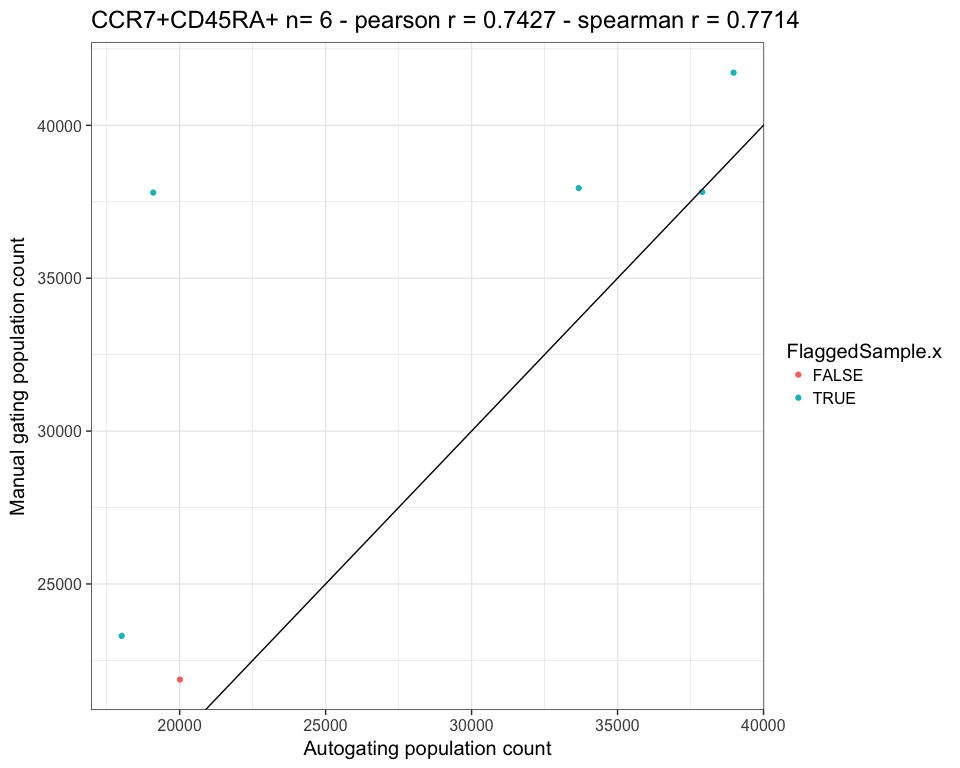 CCR7+CD45RA+ n= 6 - pearson r = 0.7427 - spearman r = 0.7714
Manual gating population count
40000
35000
30000
25000
20000 25000 30000 35000 40000
Autogating population count
FlaggedSample.x
FALSE
TRUE